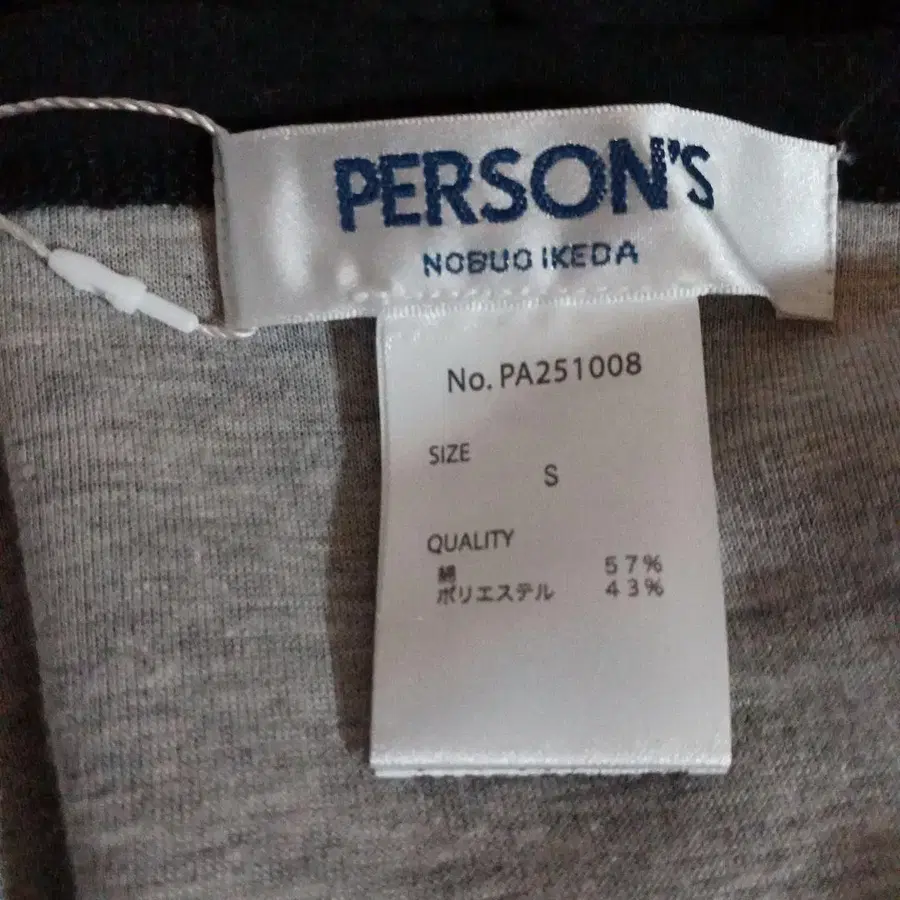 PERSON'S
NOBUO IKEDA
No. PA251008
SIZE
S
QUALITY
綿 57%
ポリエステル 43%